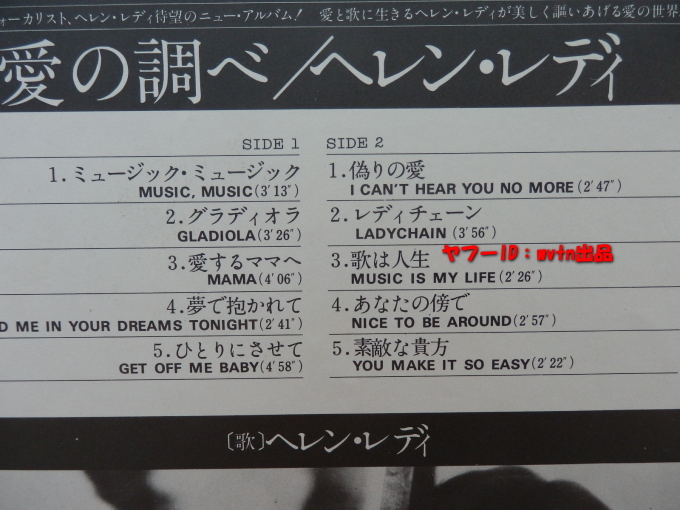 ォーカリスト、ヘレン・レディ待望のニュー・アルバム! 愛と歌に生きるヘレン・レディが美しく謳いあげる愛の世界
愛の調べ/ヘレン・レディ
SIDE 1
1. ミュージック・ミュージック
MUSIC, MUSIC(3′13″)
2. グラディオラ
GLADIOLA(3′26″)
3. 愛するママへ
MAMA(4′06″)
4. 夢で抱かれて
D ME IN YOUR DREAMS TONIGHT(2′41″)
5. ひとりにさせて
GET OFF ME BABY(4′58″)
SIDE 2
1. 偽りの愛
I CAN'T HEAR YOU NO MORE(2′47″)
2. レディチェーン
LADYCHAIN(3′56″)
3. 歌は人生
MUSIC IS MY LIFE(2′26″)
4. あなたの傍で
NICE TO BE AROUND(2′57″)
5. 素敵な貴方
YOU MAKE IT SO EASY(2′22″)
ヤフーID:wvtn出品
〔歌〕ヘレン・レディ